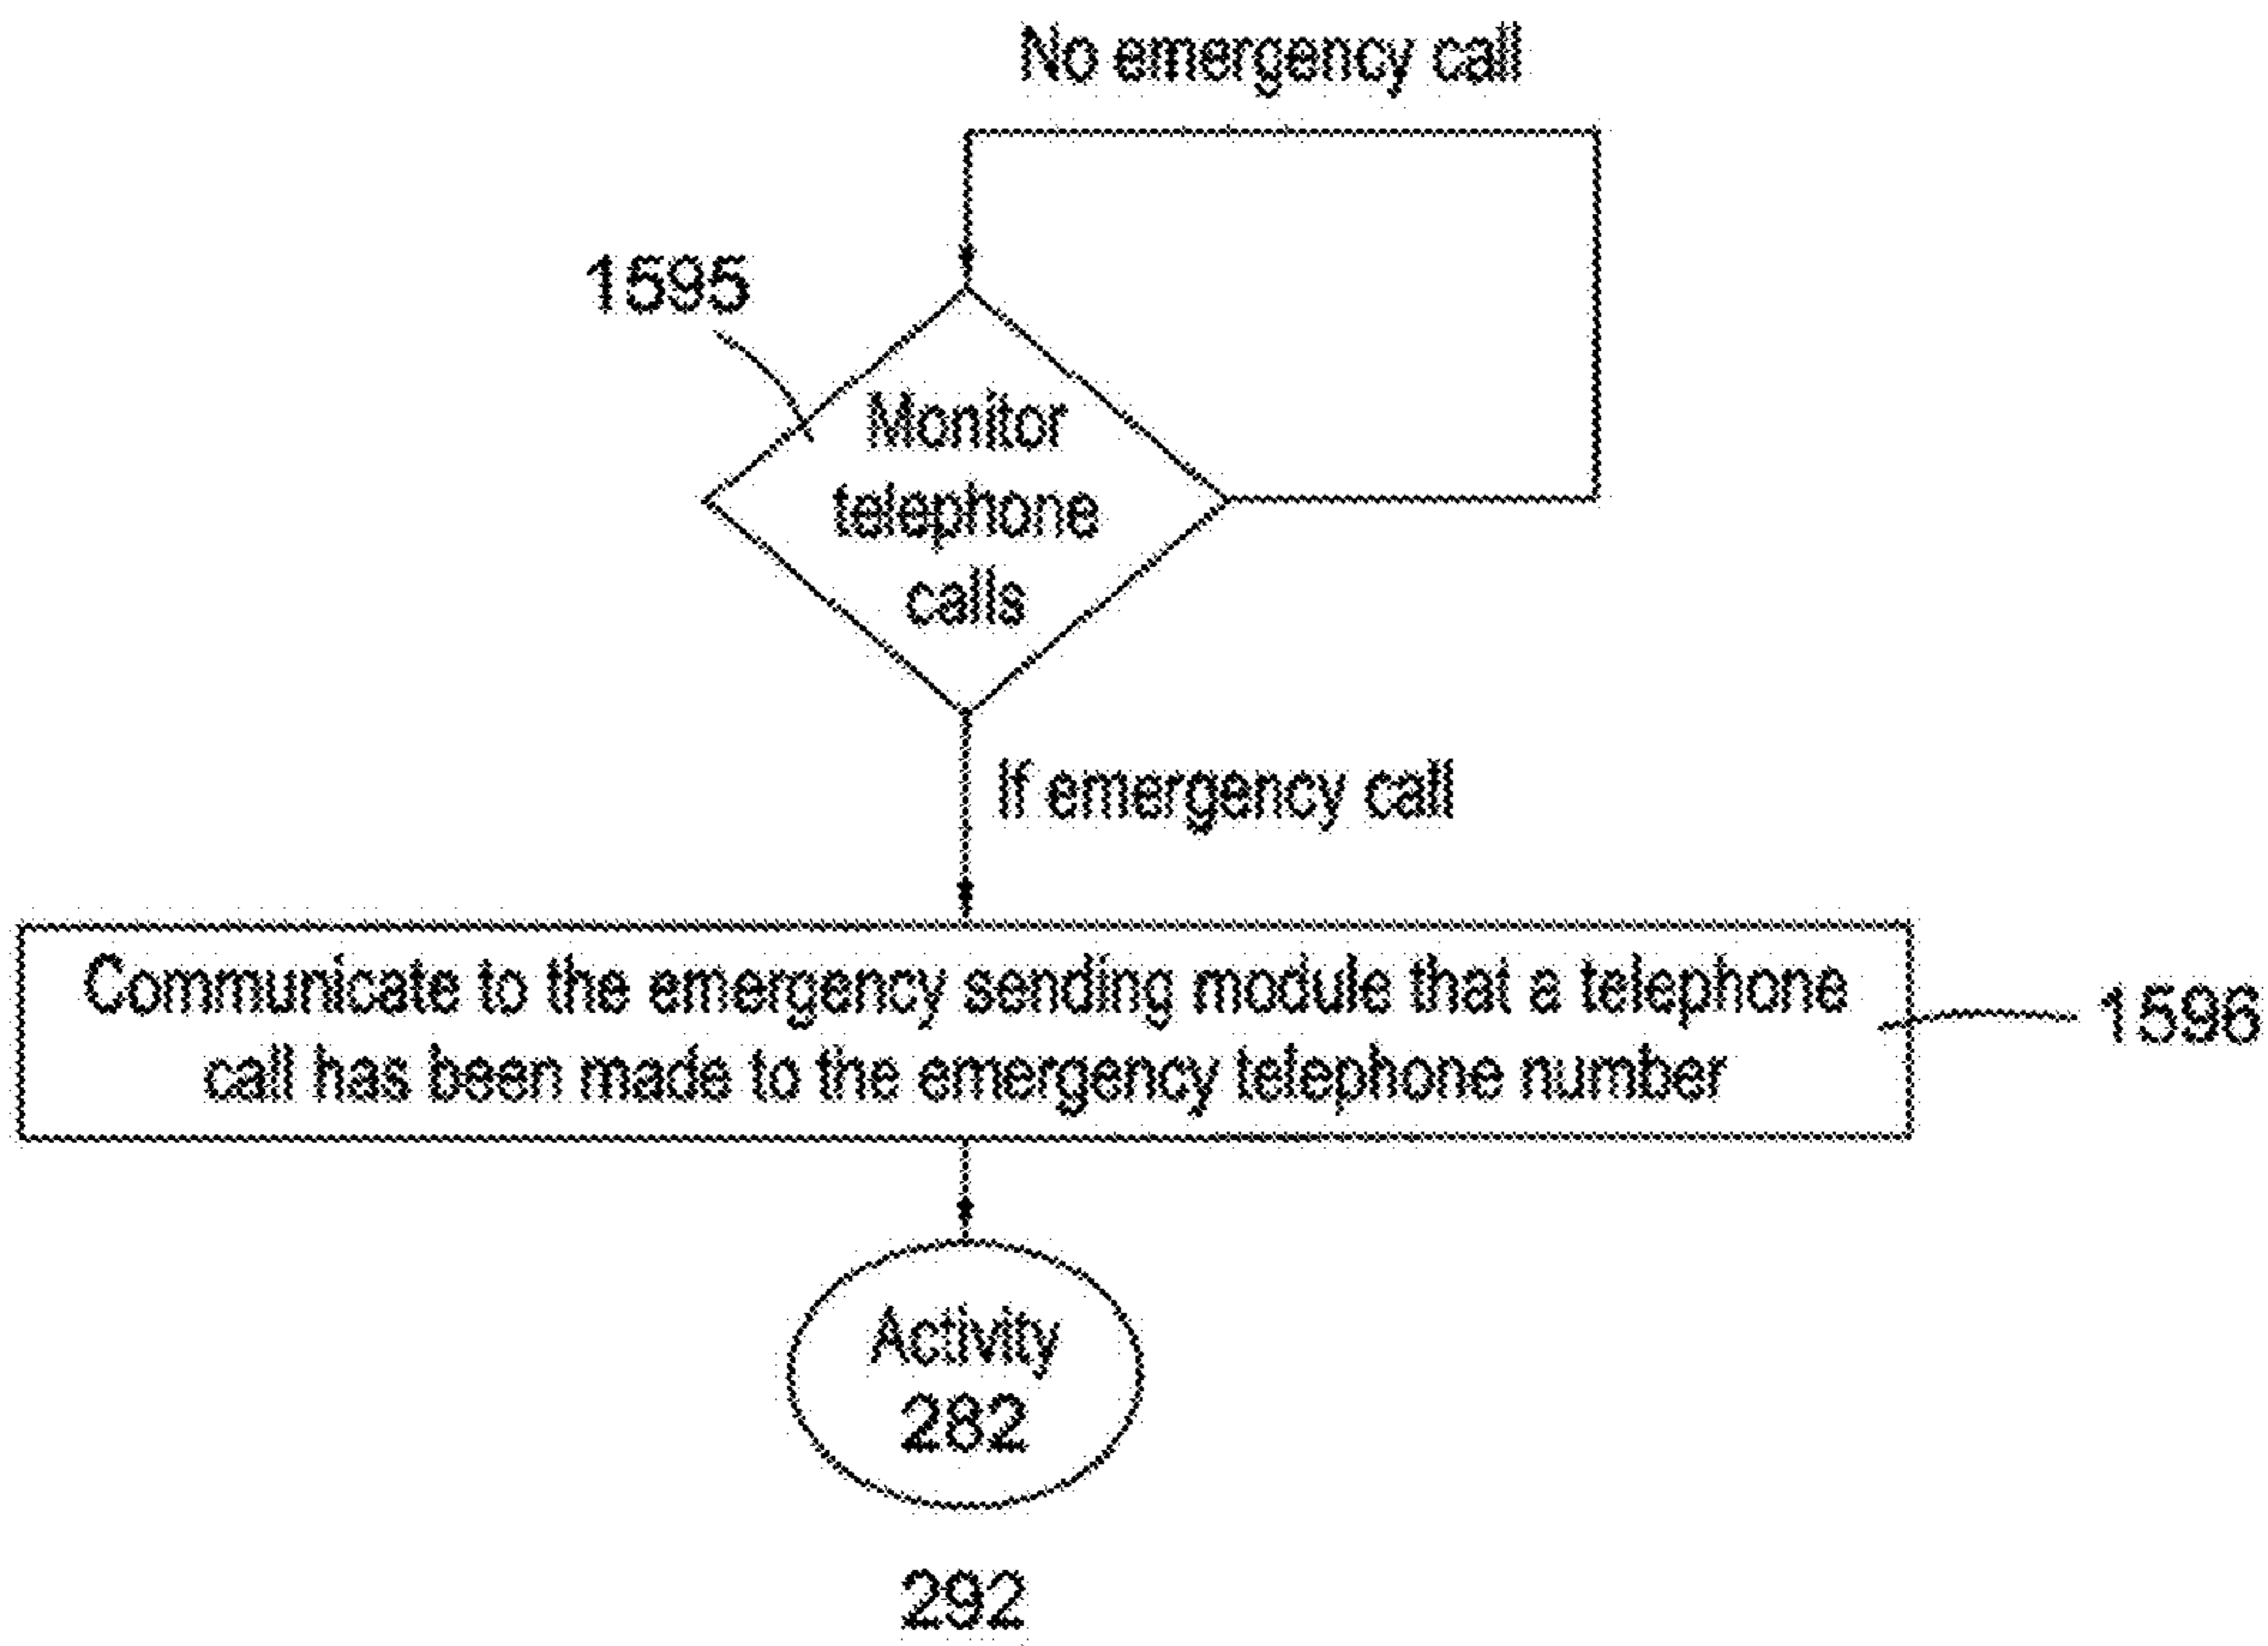 No emergency call
1595
Monitor
telephone
calls
If emergency call
Communicate to the emergency sending module that a telephone
call has been made to the emergency telephone number
1596
Activity
282
292